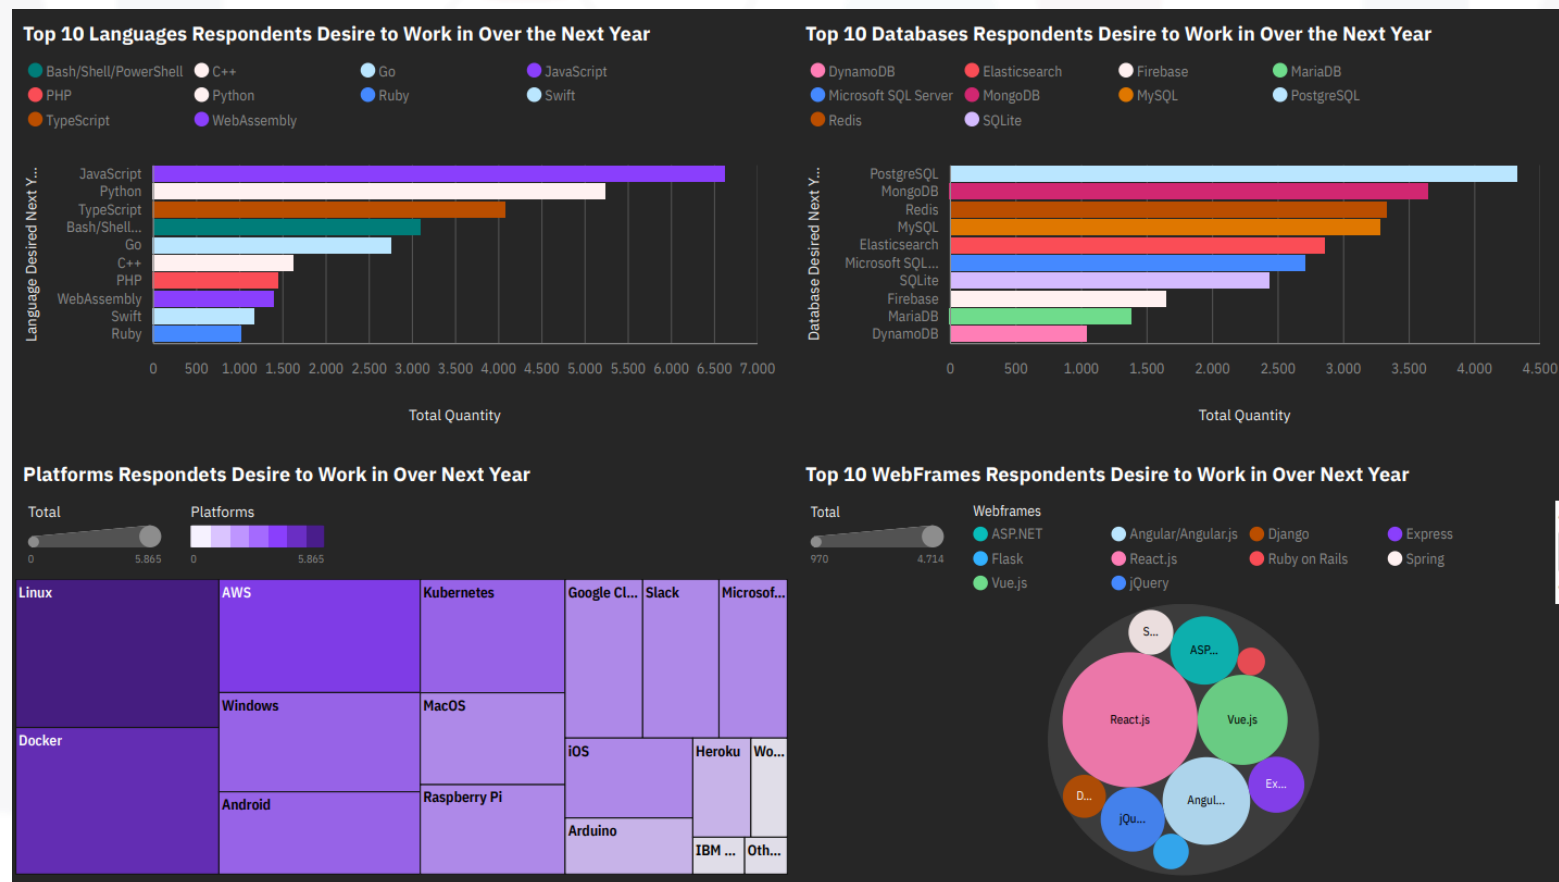 Top 10 Languages Respondents Desire to Work in Over the Next Year
Bash/Shell/PowerShell C++ Go JavaScript
PHP Python Ruby Swift
TypeScript WebAssembly
Language Desired Next Y...
JavaScript
Python
TypeScript
Bash/Shell...
Go
C++
PHP
WebAssembly
Swift
Ruby
0 500 1.000 1.500 2.000 2.500 3.000 3.500 4.000 4.500 5.000 5.500 6.000 6.500 7.000
Total Quantity
Top 10 Databases Respondents Desire to Work in Over the Next Year
DynamoDB Elasticsearch Firebase MariaDB
Microsoft SQL Server MongoDB MySQL PostgreSQL
Redis SQLite
Database Desired Next Y...
PostgreSQL
MongoDB
Redis
MySQL
Elasticsearch
Microsoft SQL...
SQLite
Firebase
MariaDB
DynamoDB
0 500 1.000 1.500 2.000 2.500 3.000 3.500 4.000 4.500
Total Quantity
Platforms Respondets Desire to Work in Over Next Year
Total Platforms
0 5.865 0 5.865
Linux AWS Kubernetes Google Cl... Slack Microsof...
Windows MacOS
Docker iOS Heroku Wo...
Android Raspberry Pi
Arduino IBM ... Oth...
Top 10 WebFrames Respondents Desire to Work in Over Next Year
Total Webframes
970 4.714
ASP.NET Angular/Angular.js Django Express
Flask React.js Ruby on Rails Spring
Vue.js jQuery
S...
ASP...
React.js Vue.js
Ex...
D... Angul...
jQu...